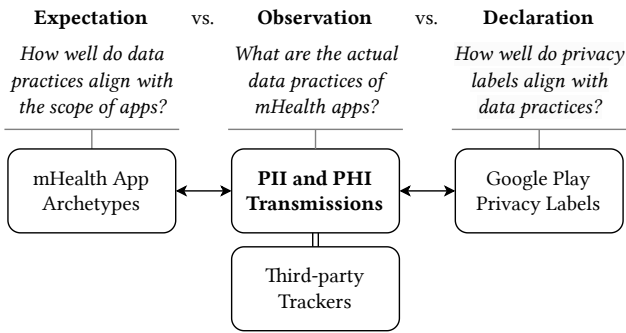 Expectation vs. Observation vs. Declaration
How well do data
practices align with
the scope of apps?
What are the actual
data practices of
mHealth apps?
How well do privacy
labels align with
data practices?
mHealth App
Archetypes
PII and PHI
Transmissions
Google Play
Privacy Labels
Third-party
Trackers